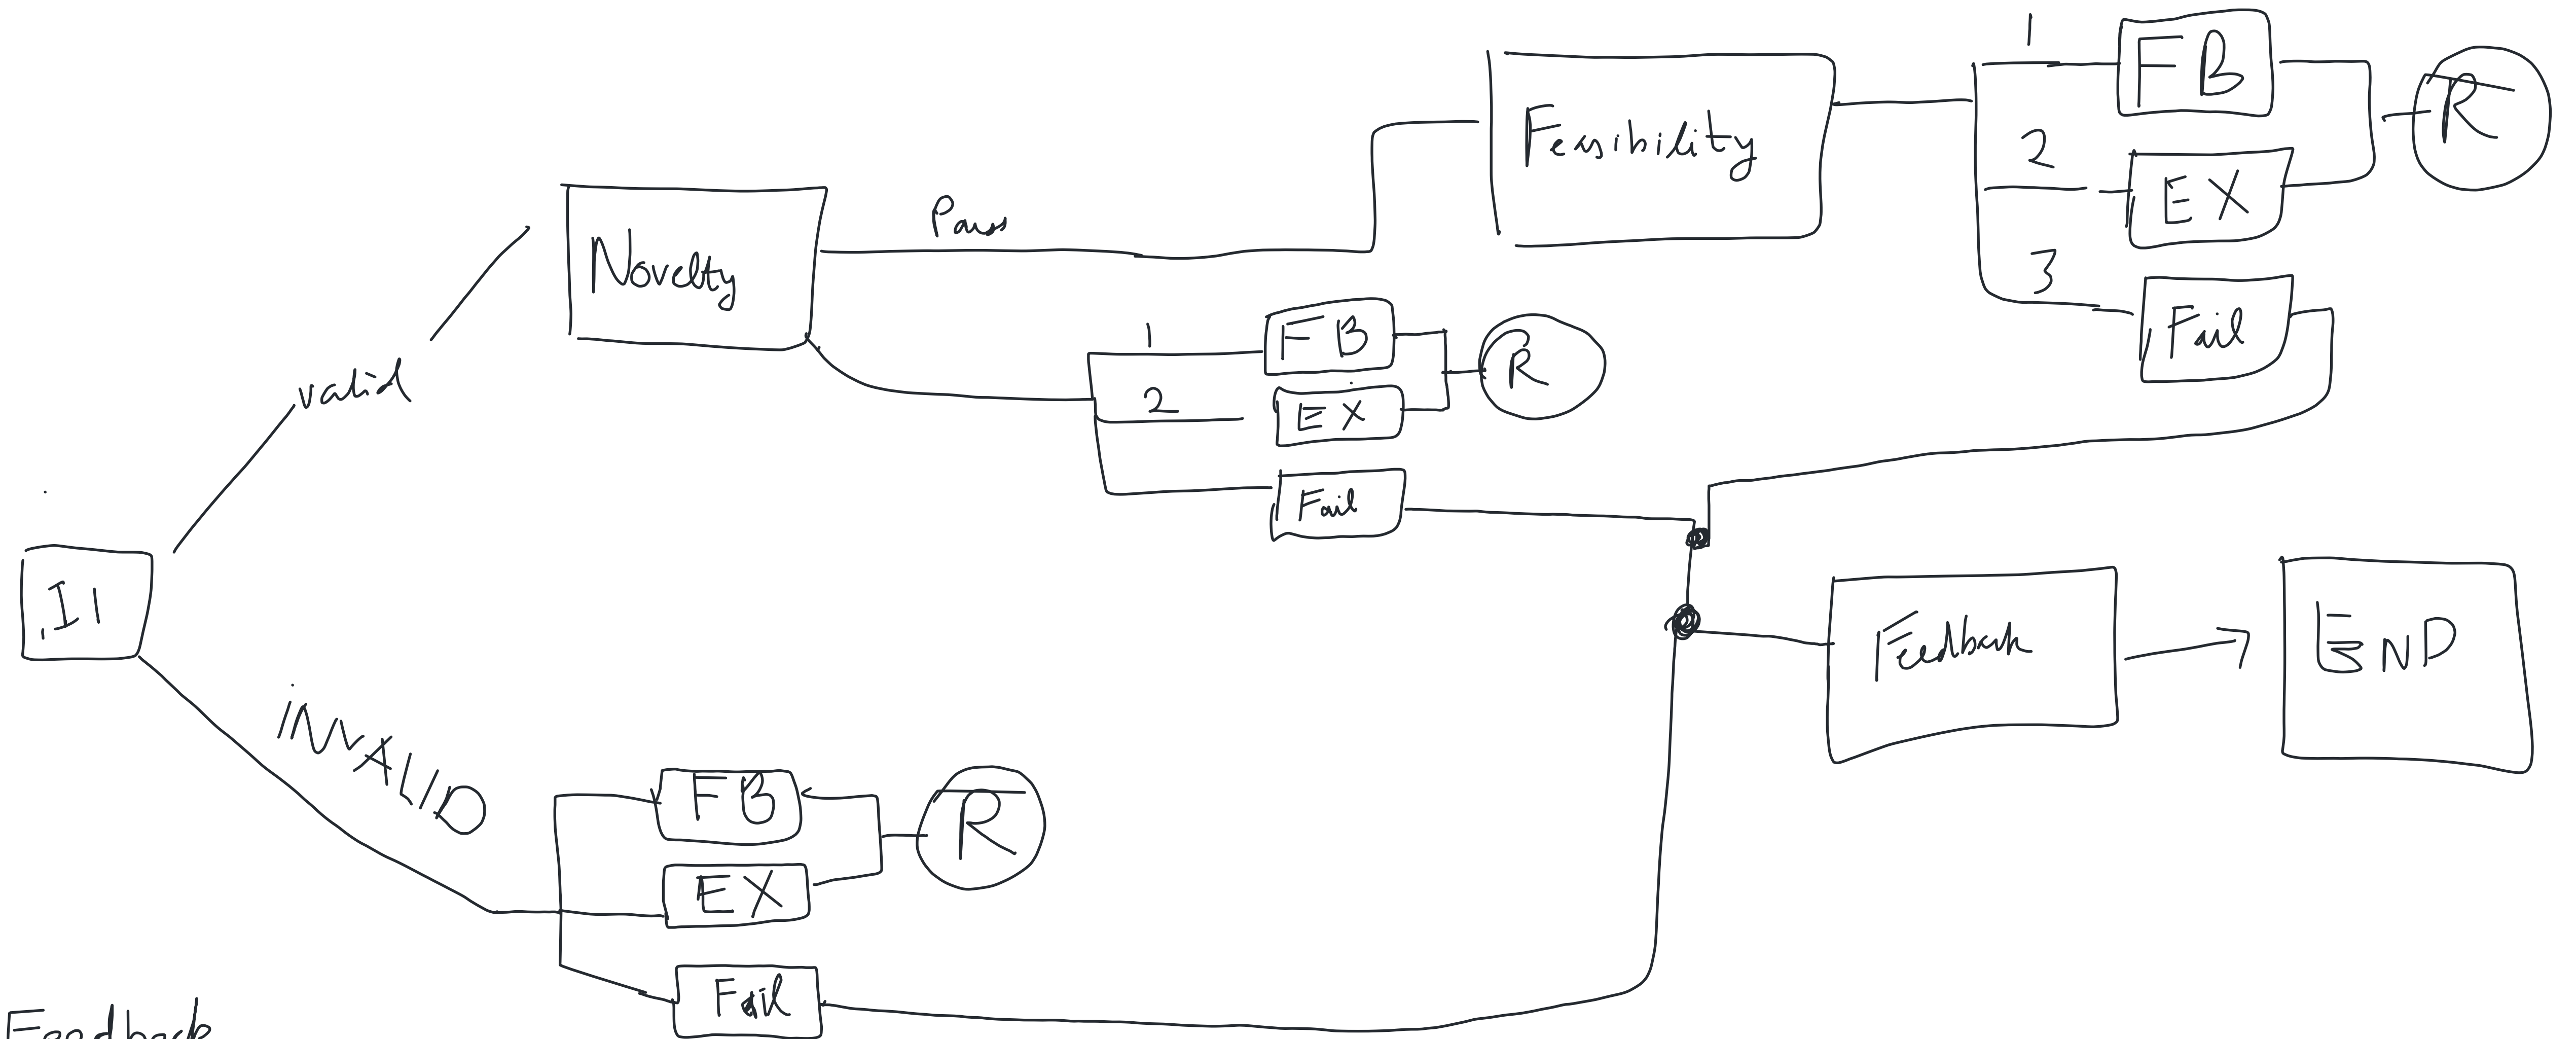 1
FB
R
2
EX
3
Fail
Feasibility
Pass
Novelty
valid
1
FB
R
2
EX
Fail
I1
INVALID
FB
R
EX
Fail
Feedback
END
Feedback